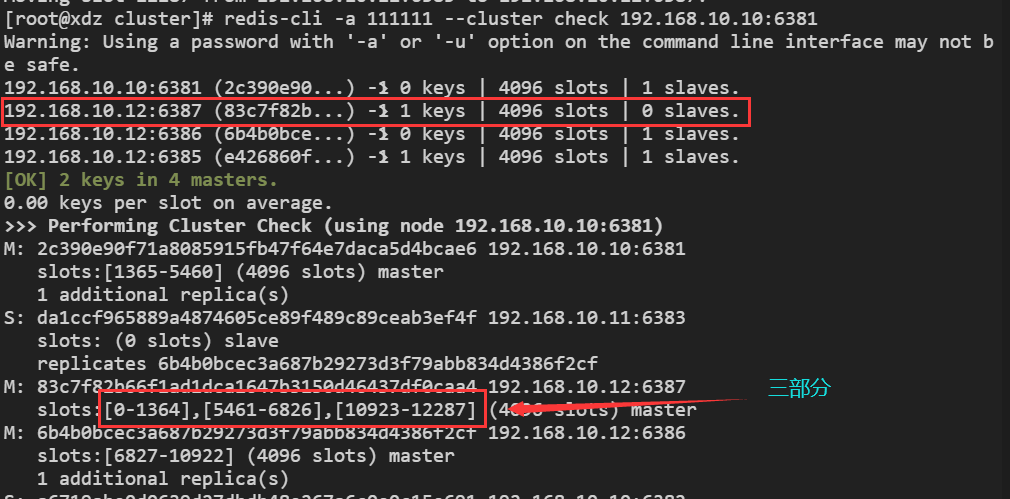 [root@xdz cluster]# redis-cli -a 111111 --cluster check 192.168.10.10:6381
Warning: Using a password with '-a' or '-u' option on the command line interface may not b
e safe.
192.168.10.10:6381 (2c390e90...) -> 0 keys | 4096 slots | 1 slaves.
192.168.10.12:6387 (83c7f82b...) -> 1 keys | 4096 slots | 0 slaves.
192.168.10.12:6386 (6b4b0bce...) -> 0 keys | 4096 slots | 1 slaves.
192.168.10.12:6385 (e426860f...) -> 1 keys | 4096 slots | 1 slaves.
[OK] 2 keys in 4 masters.
0.00 keys per slot on average.
>>> Performing Cluster Check (using node 192.168.10.10:6381)
M: 2c390e90f71a8085915fb47f64e7daca5d4bcae6 192.168.10.10:6381
slots:[1365-5460] (4096 slots) master
1 additional replica(s)
S: da1ccf965889a4874605ce89f489c89ceab3ef4f 192.168.10.11:6383
slots: (0 slots) slave
replicates 6b4b0bcec3a687b29273d3f79abb834d4386f2cf
M: 83c7f82b66f1ad1dca1647b3150d46437df0caa4 192.168.10.12:6387 三部分
slots:[0-1364],[5461-6826],[10923-12287] (4096 slots) master
M: 6b4b0bcec3a687b29273d3f79abb834d4386f2cf 192.168.10.12:6386
slots:[6827-10922] (4096 slots) master
1 additional replica(s)